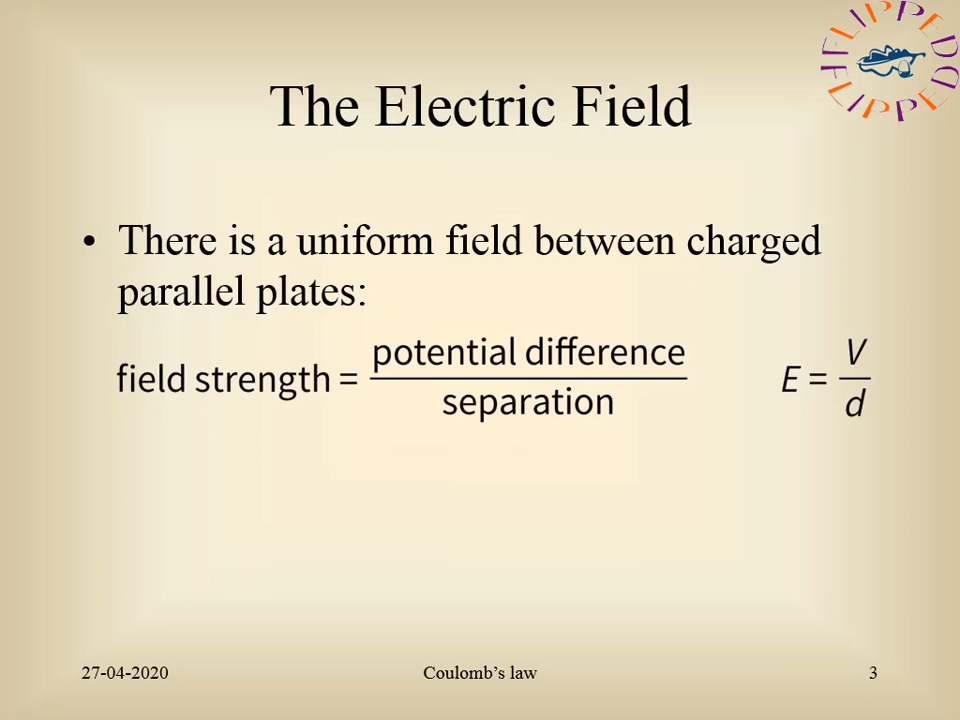 FLIPPED FLIPPED
The Electric Field
• There is a uniform field between charged
parallel plates:
field strength = potential difference / separation
E = V / d
27-04-2020
Coulomb's law
3